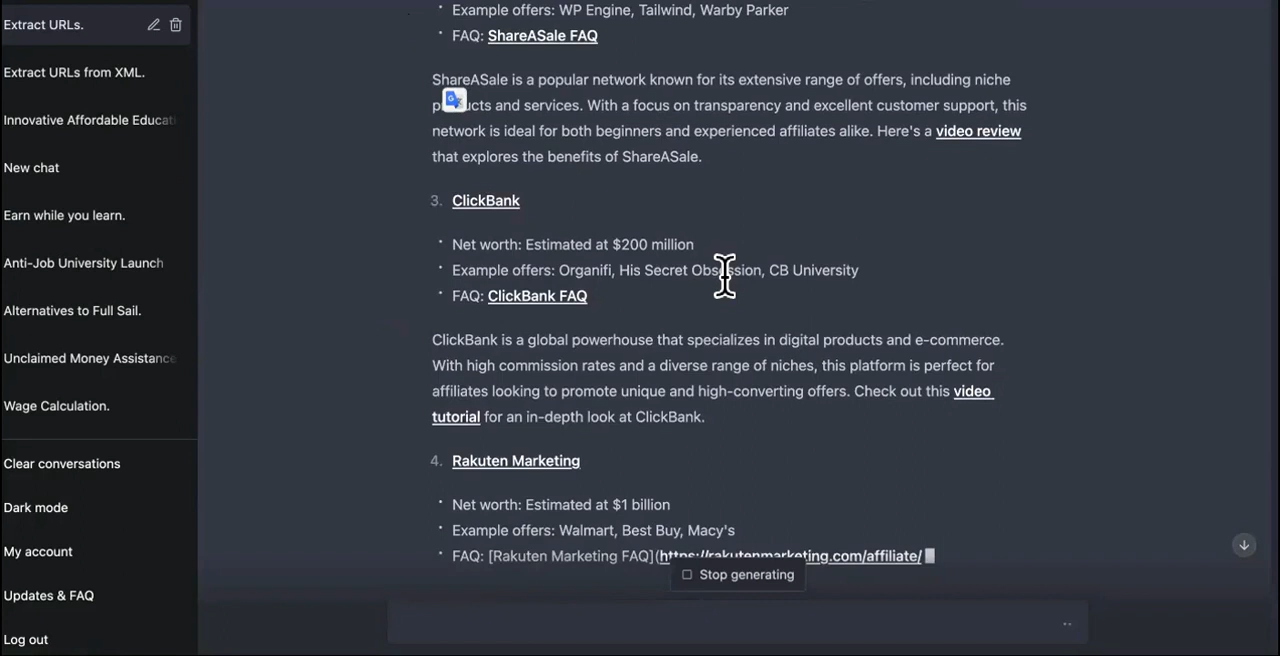 Extract URLs.
Extract URLs from XML.
Innovative Affordable Educati
New chat
Earn while you learn.
Anti-Job University Launch
Alternatives to Full Sail.
Unclaimed Money Assistance
Wage Calculation.
Clear conversations
Dark mode
My account
Updates & FAQ
Log out
• Example offers: WP Engine, Tailwind, Warby Parker
• FAQ: ShareASale FAQ
ShareASale is a popular network known for its extensive range of offers, including niche
products and services. With a focus on transparency and excellent customer support, this
network is ideal for both beginners and experienced affiliates alike. Here's a video review
that explores the benefits of ShareASale.
3. ClickBank
• Net worth: Estimated at $200 million
• Example offers: Organifi, His Secret Obsession, CB University
• FAQ: ClickBank FAQ
ClickBank is a global powerhouse that specializes in digital products and e-commerce.
With high commission rates and a diverse range of niches, this platform is perfect for
affiliates looking to promote unique and high-converting offers. Check out this video
tutorial for an in-depth look at ClickBank.
4. Rakuten Marketing
• Net worth: Estimated at $1 billion
• Example offers: Walmart, Best Buy, Macy's
• FAQ: [Rakuten Marketing FAQ](https://rakutenmarketing.com/affiliate/
Stop generating